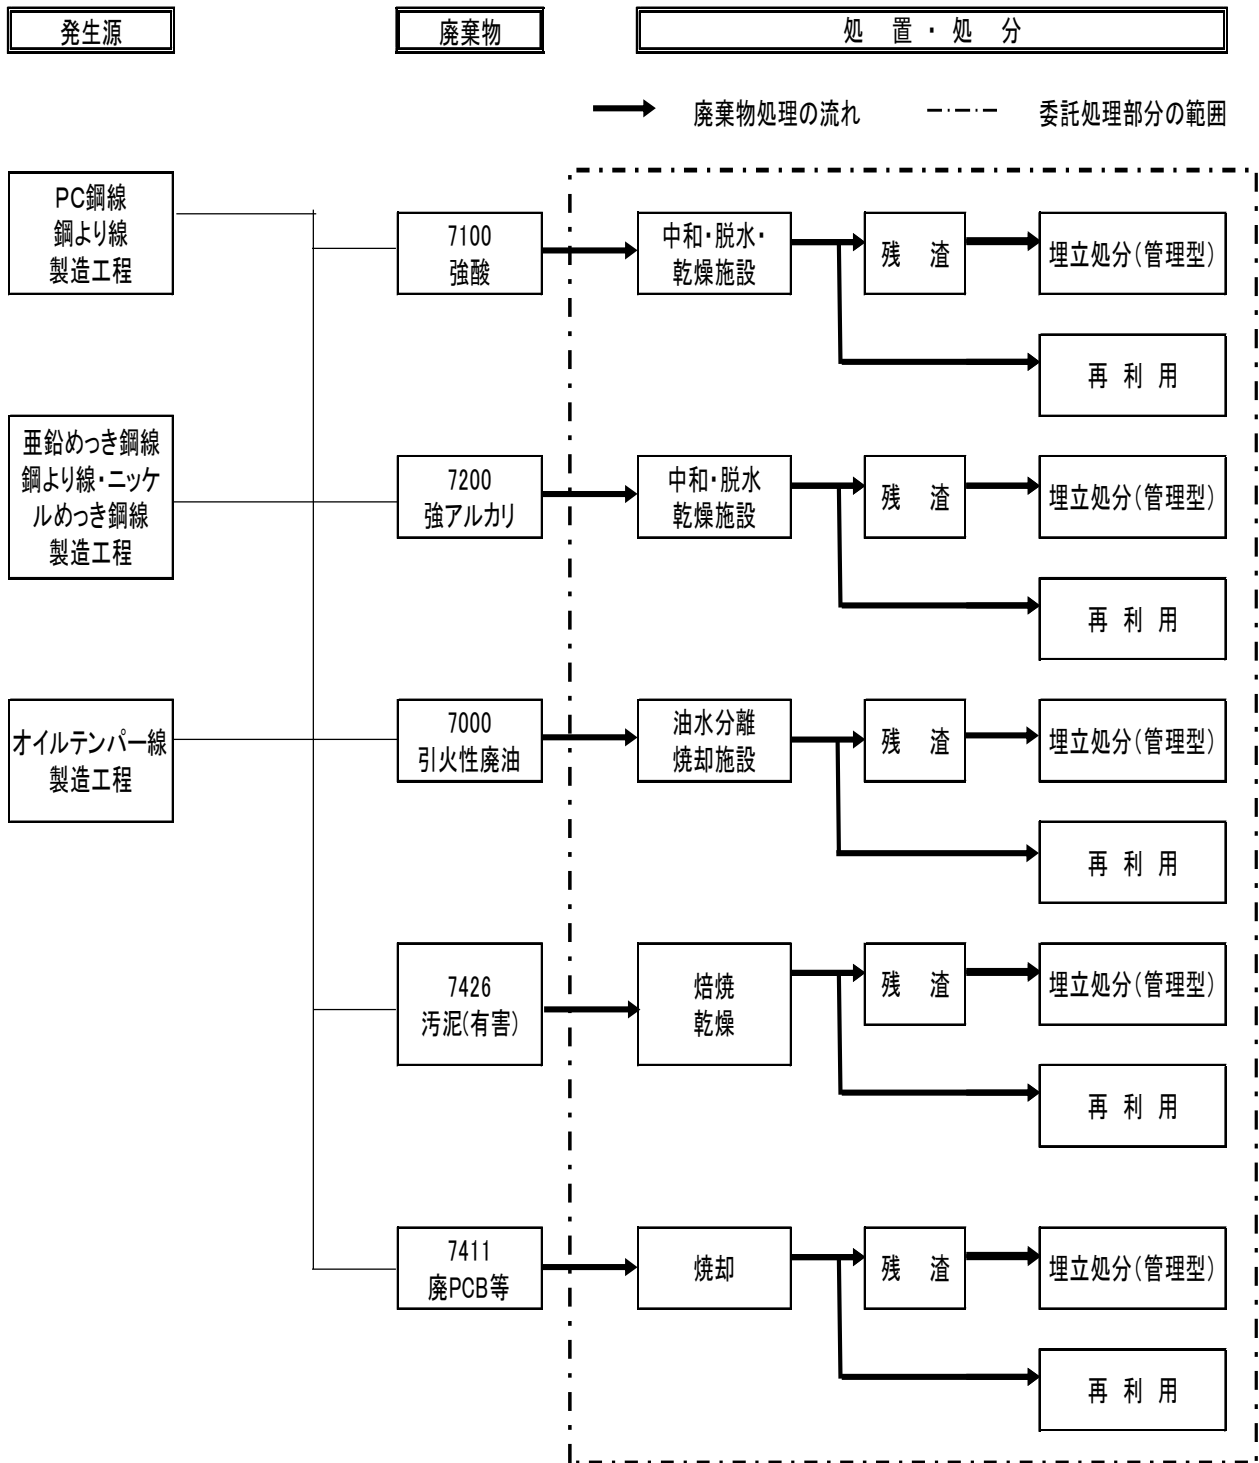 発生源
廃棄物
処 置・処 分
廃棄物処理の流れ
委託処理部分の範囲
PC鋼線
鋼より線
製造工程
7100
強酸
中和・脱水・
乾燥施設
残 渣
埋立処分(管理型)
再 利 用
亜鉛めっき鋼線
鋼より線・ニッケ
ルめっき鋼線
製造工程
7200
強アルカリ
中和・脱水
乾燥施設
残 渣
埋立処分(管理型)
再 利 用
オイルテンパー線
製造工程
7000
引火性廃油
油水分離
焼却施設
残 渣
埋立処分(管理型)
再 利 用
7426
汚泥(有害)
焙焼
乾燥
残 渣
埋立処分(管理型)
再 利 用
7411
廃PCB等
焼却
残 渣
埋立処分(管理型)
再 利 用